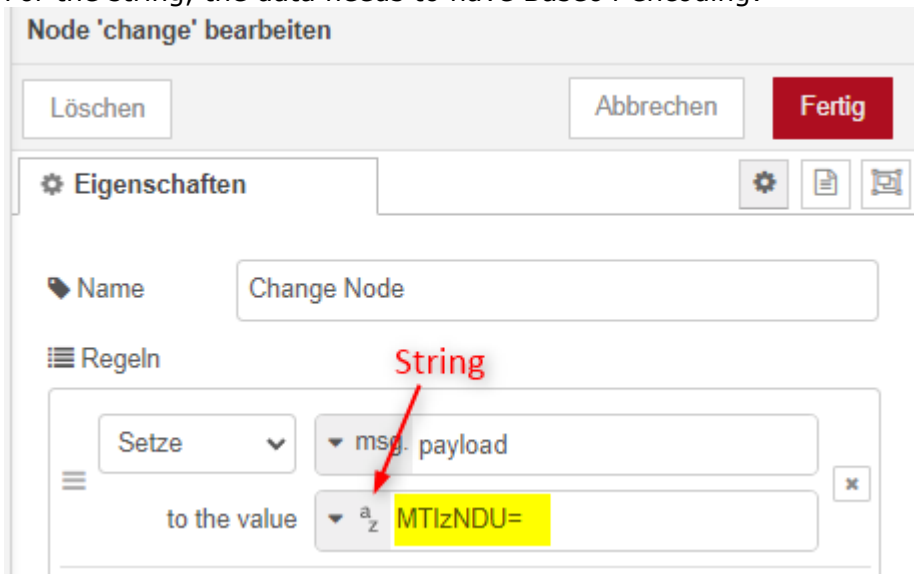 For the string, the data needs to have Base64 encoding.
Node 'change' bearbeiten
Löschen Abbrechen Fertig
Eigenschaften
Name Change Node
Regeln
String
Setze msg. payload
to the value az MTIzNDU=